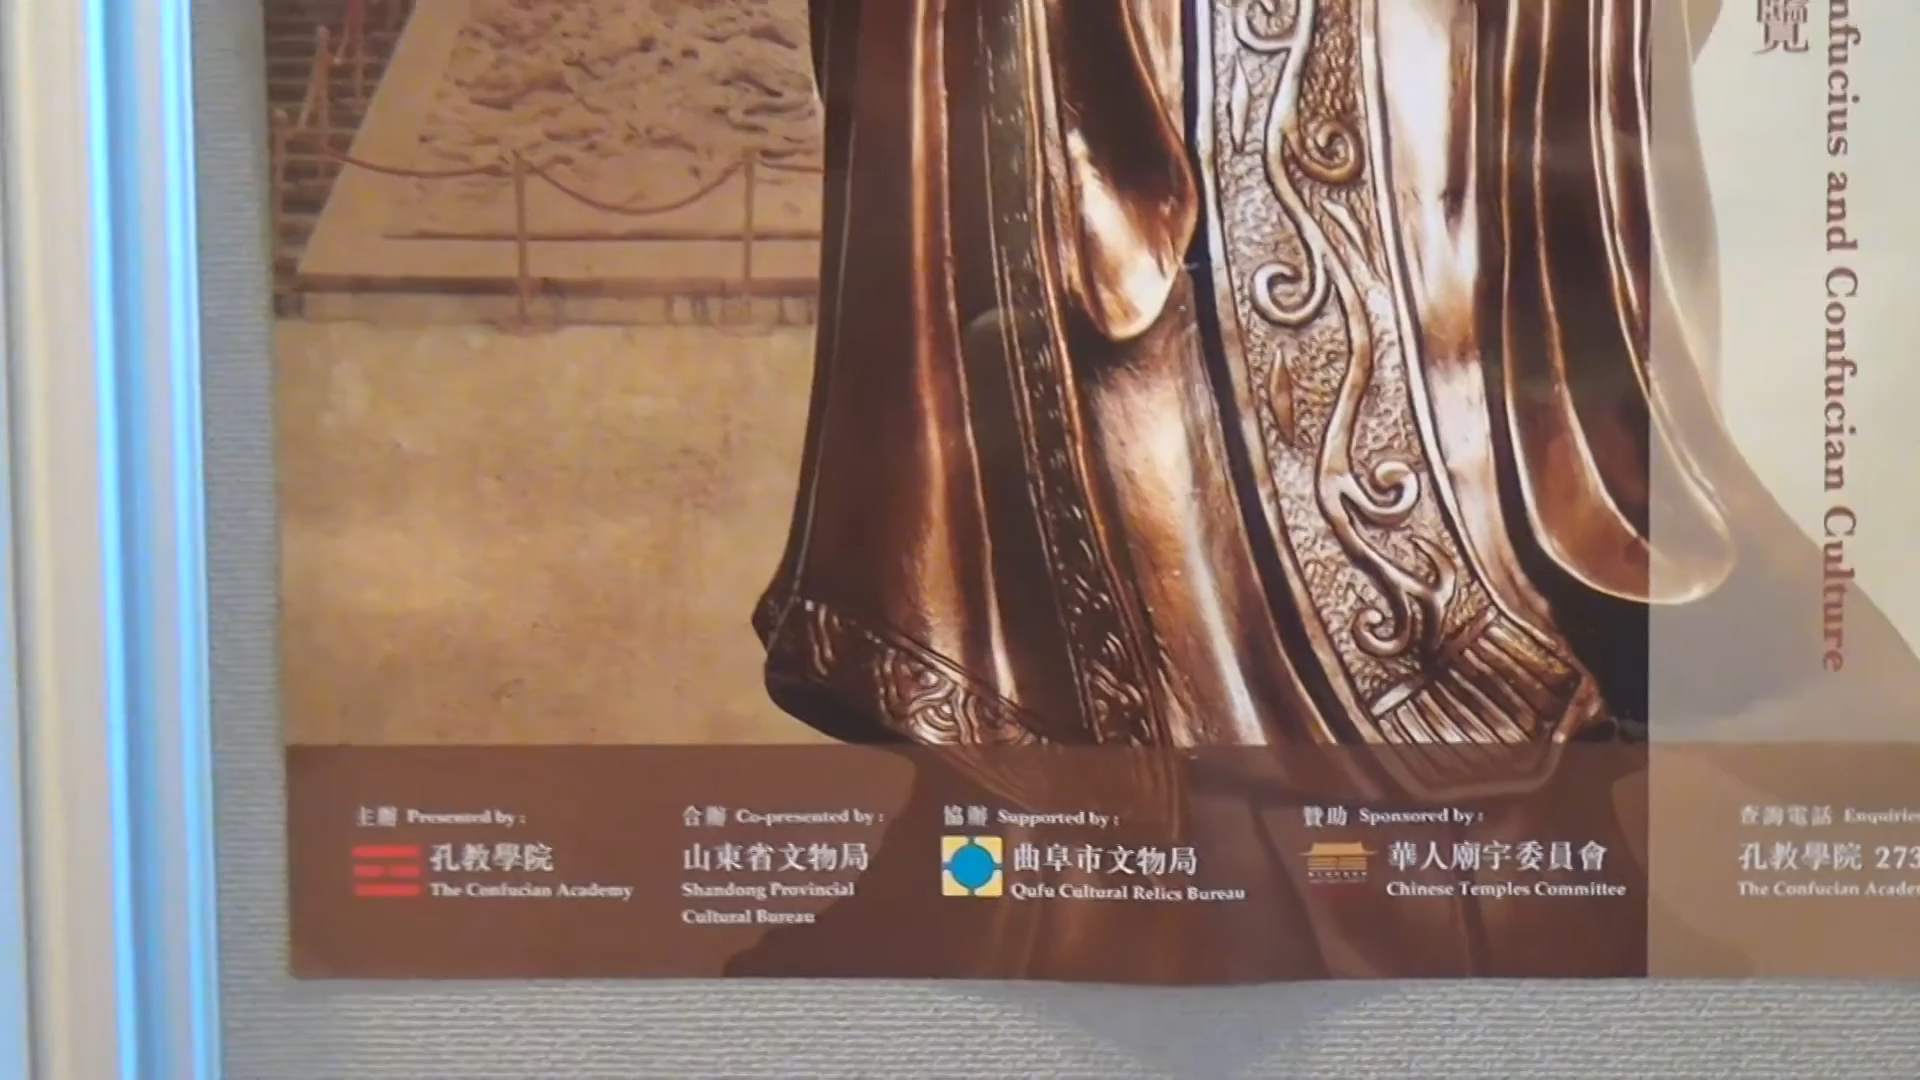 覽
nfucius and Confucian Culture
主辦 Presented by :
孔教學院
The Confucian Academy
合辦 Co-presented by :
山東省文物局
Shandong Provincial
Cultural Bureau
協辦 Supported by :
曲阜市文物局
Qufu Cultural Relics Bureau
贊助 Sponsored by :
華人廟宇委員會
Chinese Temples Committee
查詢電話 Enquiries
孔教學院 273
The Confucian Academ